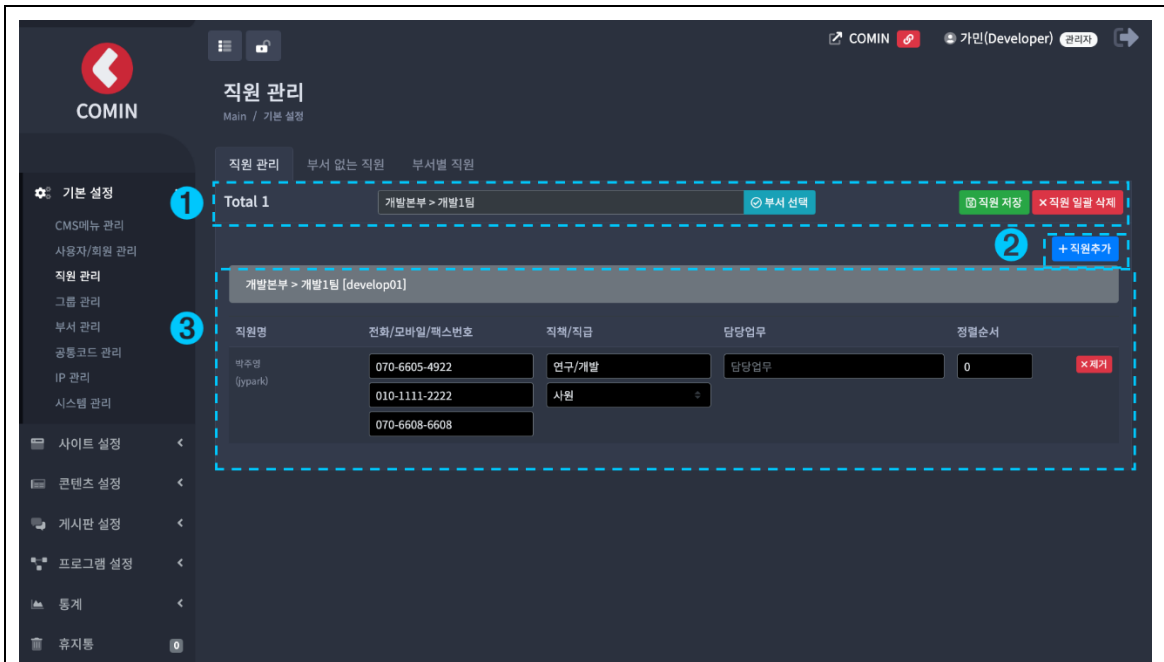 COMIN
COMIN 가민(Developer) 관리자
직원 관리
Main / 기본 설정
직원 관리 부서 없는 직원 부서별 직원
기본 설정
CMS메뉴 관리
사용자/회원 관리
직원 관리
그룹 관리
부서 관리
공통코드 관리
IP 관리
시스템 관리
사이트 설정
콘텐츠 설정
게시판 설정
프로그램 설정
통계
휴지통 0
1 Total 1 개발본부 > 개발1팀 부서 선택 직원 저장 ×직원 일괄 삭제
2 +직원추가
개발본부 > 개발1팀 [develop01]
3 직원명 전화/모바일/팩스번호 직책/직급 담당업무 정렬순서
박주영 070-6605-4922 연구/개발 담당업무 0 ×제거
(jypark) 010-1111-2222 사원
070-6608-6608